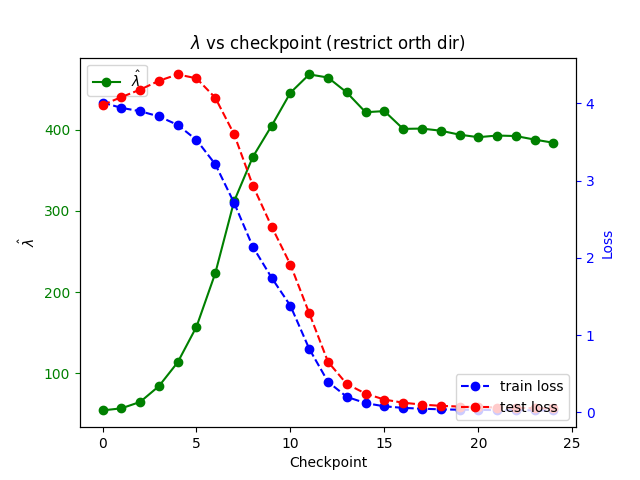 λ vs checkpoint (restrict orth dir)
λ̂
400
300
200
100
λ̂
4
3
2
1
0
Loss
train loss
test loss
0 5 10 15 20 25
Checkpoint